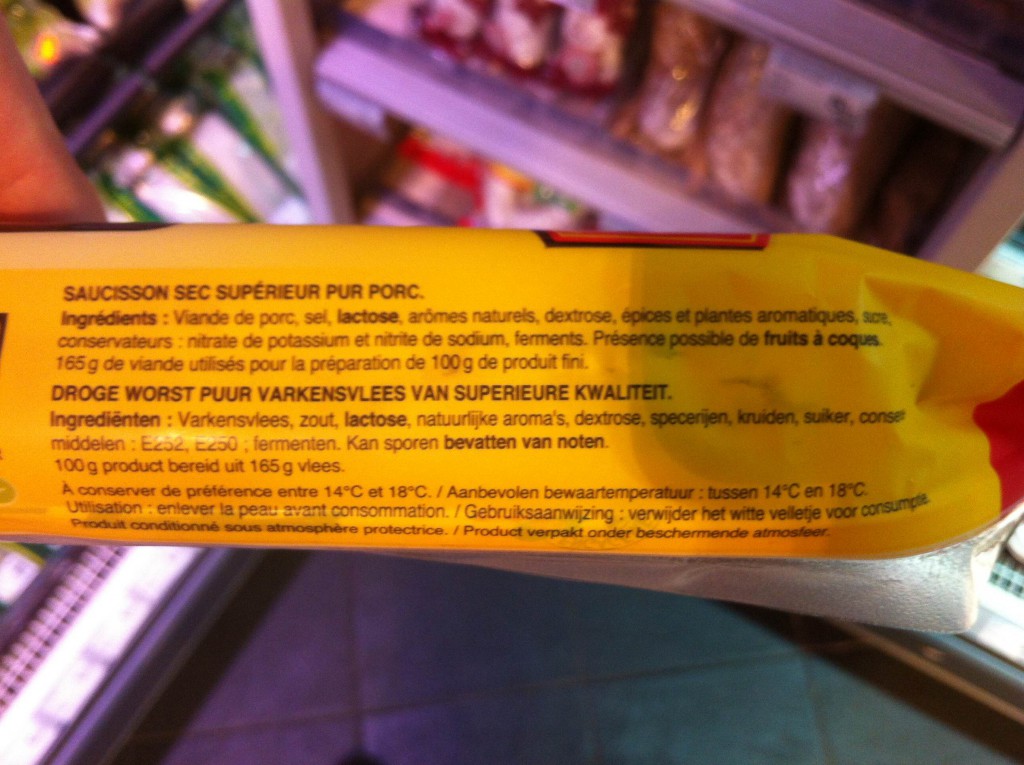 SAUCISSON SEC SUPÉRIEUR PUR PORC.
Ingrédients : Viande de porc, sel, lactose, arômes naturels, dextrose, épices et plantes aromatiques, sucre,
conservateurs : nitrate de potassium et nitrite de sodium, ferments. Présence possible de fruits à coques.
165 g de viande utilisés pour la préparation de 100 g de produit fini.
DROGE WORST PUUR VARKENSVLEES VAN SUPERIEURE KWALITEIT.
Ingrediënten : Varkensvlees, zout, lactose, natuurlijke aroma's, dextrose, specerijen, kruiden, suiker, conser
middelen : E252, E250 ; fermenten. Kan sporen bevatten van noten.
100 g product bereid uit 165 g vlees.
À conserver de préférence entre 14°C et 18°C. / Aanbevolen bewaartemperatuur : tussen 14°C en 18°C.
Utilisation : enlever la peau avant consommation. / Gebruiksaanwijzing : verwijder het witte velletje voor consumptie.
Produit conditionné sous atmosphère protectrice. / Product verpakt onder beschermende atmosfeer.